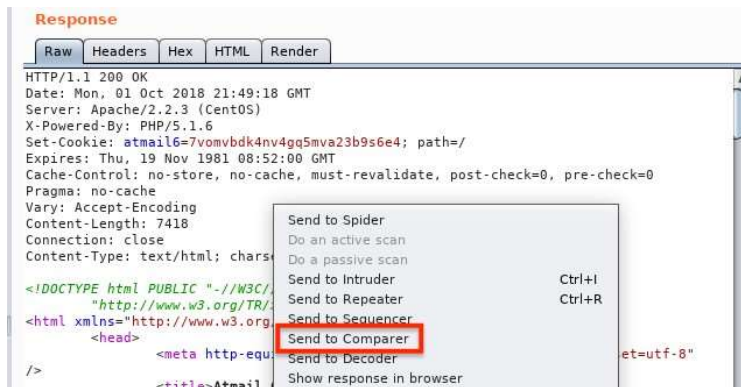 Response
Raw Headers Hex HTML Render
HTTP/1.1 200 OK
Date: Mon, 01 Oct 2018 21:49:18 GMT
Server: Apache/2.2.3 (CentOS)
X-Powered-By: PHP/5.1.6
Set-Cookie: atmail6=7vomvbdk4nv4gq5mva23b9s6e4; path=/
Expires: Thu, 19 Nov 1981 08:52:00 GMT
Cache-Control: no-store, no-cache, must-revalidate, post-check=0, pre-check=0
Pragma: no-cache
Vary: Accept-Encoding
Content-Length: 7418
Connection: close
Content-Type: text/html; charse
<!DOCTYPE html PUBLIC "-//W3C//
"http://www.w3.org/TR/
<html xmlns="http://www.w3.org
<head>
<meta http-equi
et=utf-8"
/>
<title>Atmail
Send to Spider
Do an active scan
Do a passive scan
Send to Intruder Ctrl+I
Send to Repeater Ctrl+R
Send to Sequencer
Send to Comparer
Send to Decoder
Show response in browser